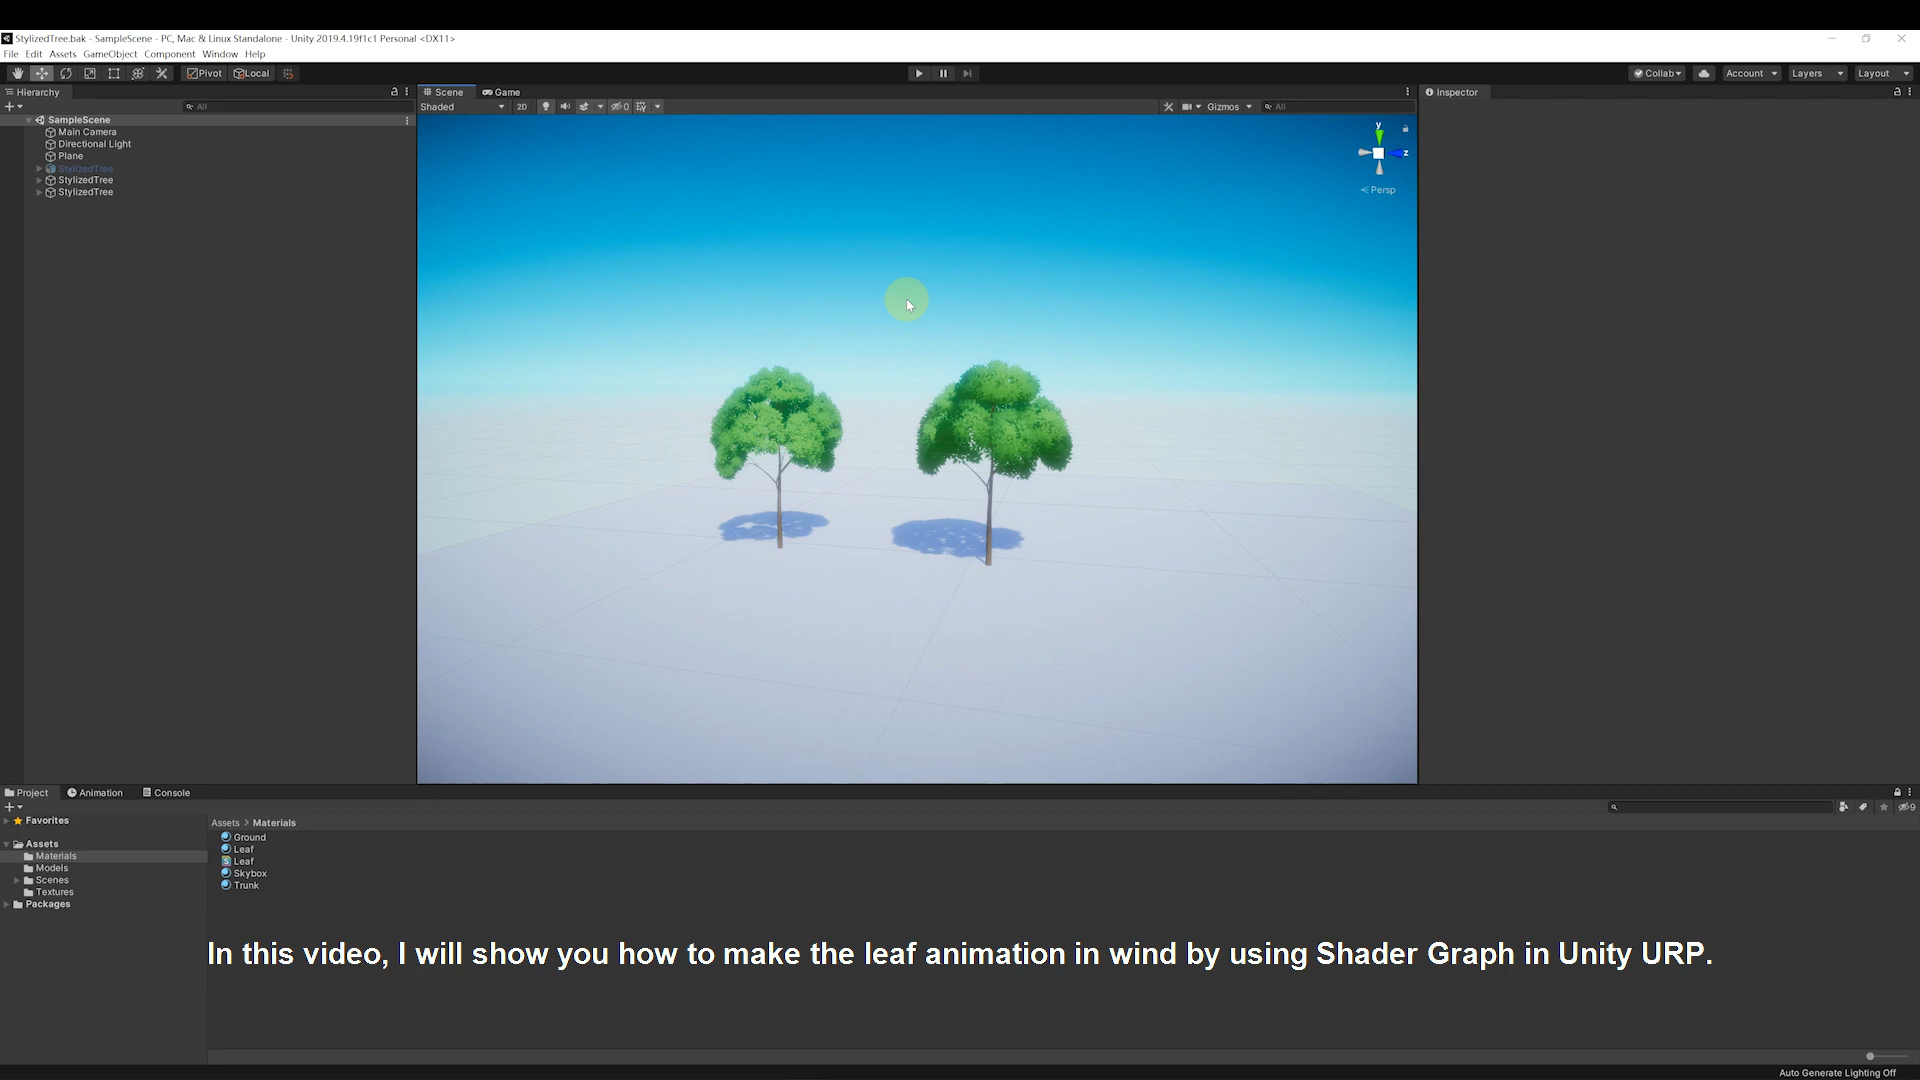 StylizedTree.bak - SampleScene - PC, Mac & Linux Standalone - Unity 2019.4.19f1c1 Personal <DX11>
File Edit Assets GameObject Component Window Help
Pivot Local Collab Account Layers Layout
Hierarchy
All
SampleScene
Main Camera
Directional Light
Plane
StylizedTree
StylizedTree
StylizedTree
Scene Game
Shaded 2D 0 Gizmos All
y
z
Persp
Inspector
Project Animation Console
9
Favorites
Assets
Materials
Models
Scenes
Textures
Packages
Assets > Materials
Ground
Leaf
Leaf
Skybox
Trunk
In this video, I will show you how to make the leaf animation in wind by using Shader Graph in Unity URP.
Auto Generate Lighting Off